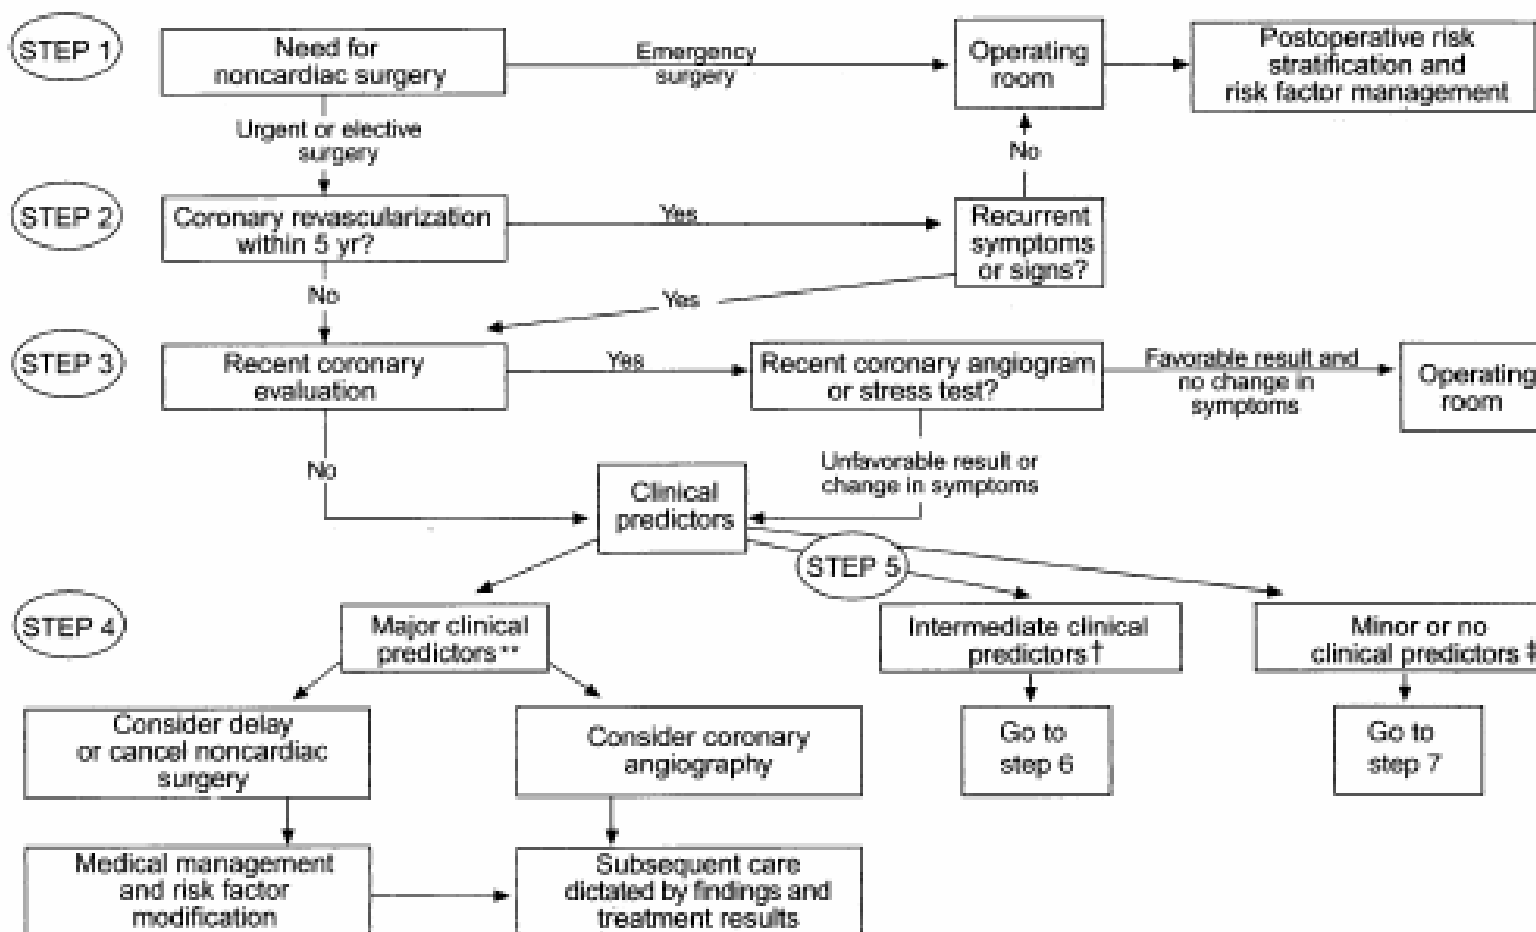 STEP 1
Need for
noncardiac surgery
Emergency
surgery
Operating
room
Postoperative risk
stratification and
risk factor management
Urgent or elective
surgery
No
STEP 2
Coronary revascularization
within 5 yr?
Yes
Recurrent
symptoms
or signs?
No
Yes
STEP 3
Recent coronary
evaluation
Yes
Recent coronary angiogram
or stress test?
Favorable result and
no change in
symptoms
Operating
room
No
Clinical
predictors
Unfavorable result or
change in symptoms
STEP 5
STEP 4
Major clinical
predictors**
Intermediate clinical
predictors†
Minor or no
clinical predictors‡
Consider delay
or cancel noncardiac
surgery
Consider coronary
angiography
Go to
step 6
Go to
step 7
Medical management
and risk factor
modification
Subsequent care
dictated by findings and
treatment results